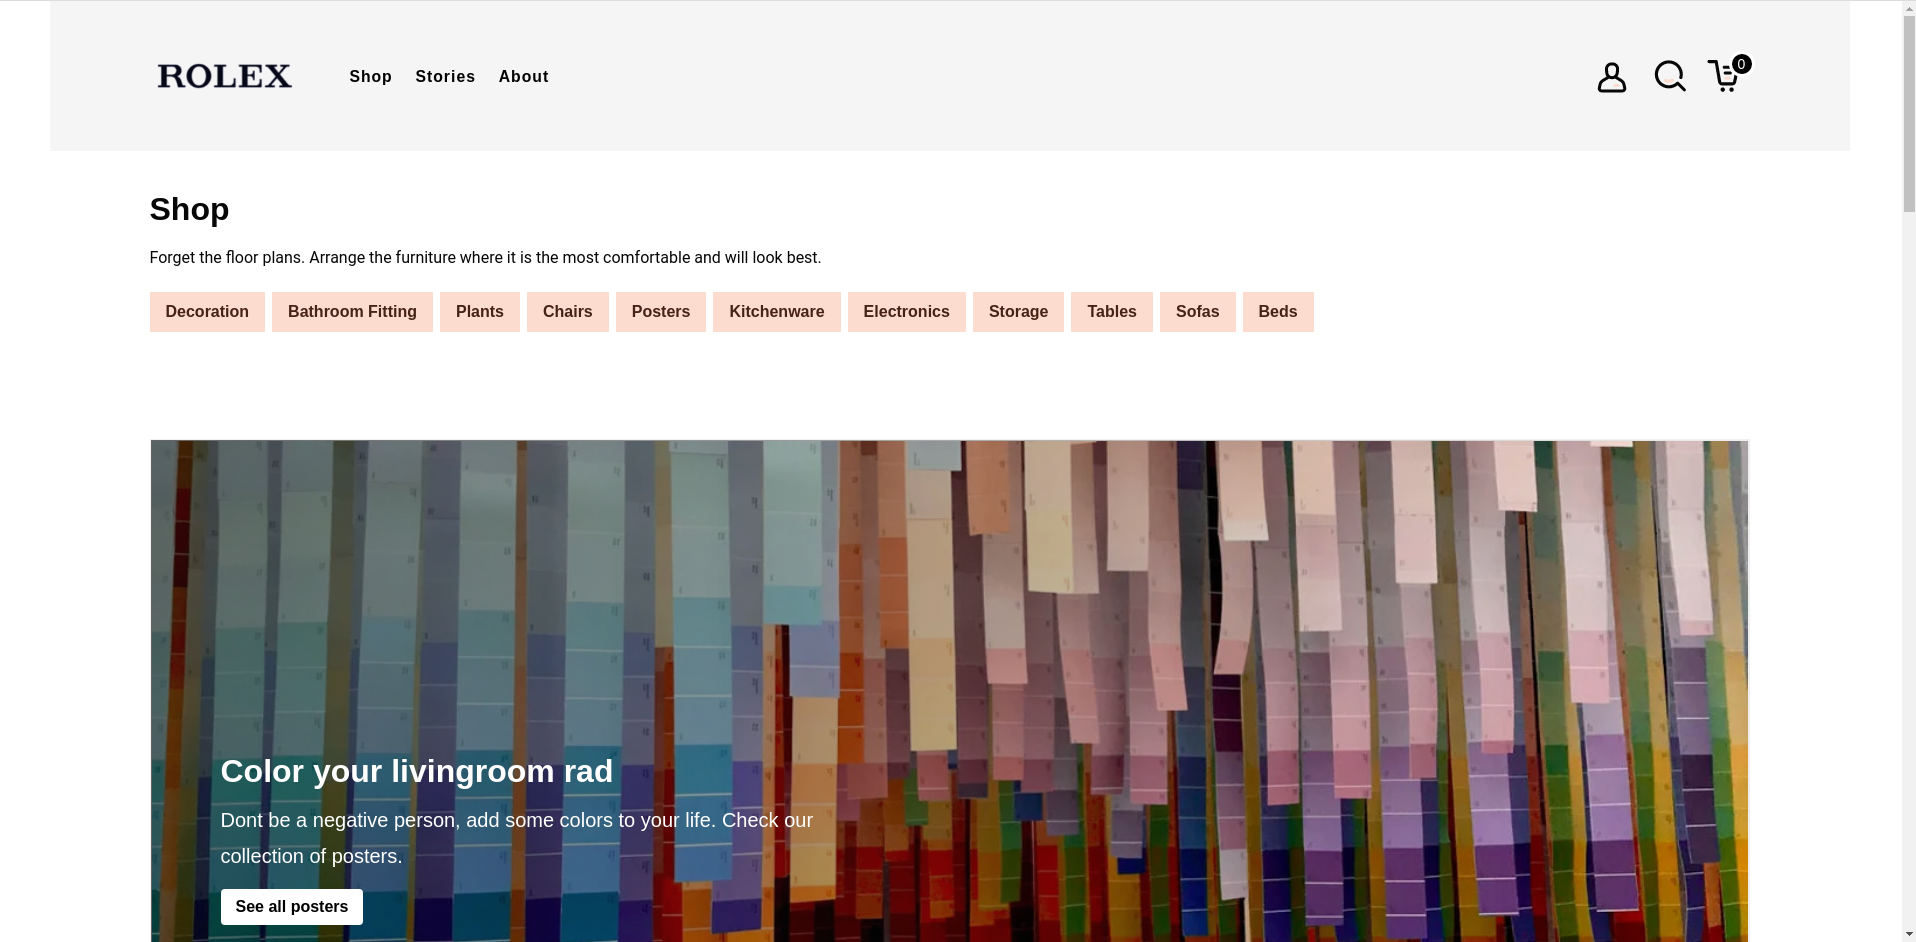 ROLEX
Shop Stories About
0
Shop
Forget the floor plans. Arrange the furniture where it is the most comfortable and will look best.
Decoration Bathroom Fitting Plants Chairs Posters Kitchenware Electronics Storage Tables Sofas Beds
Color your livingroom rad
Dont be a negative person, add some colors to your life. Check our
collection of posters.
See all posters